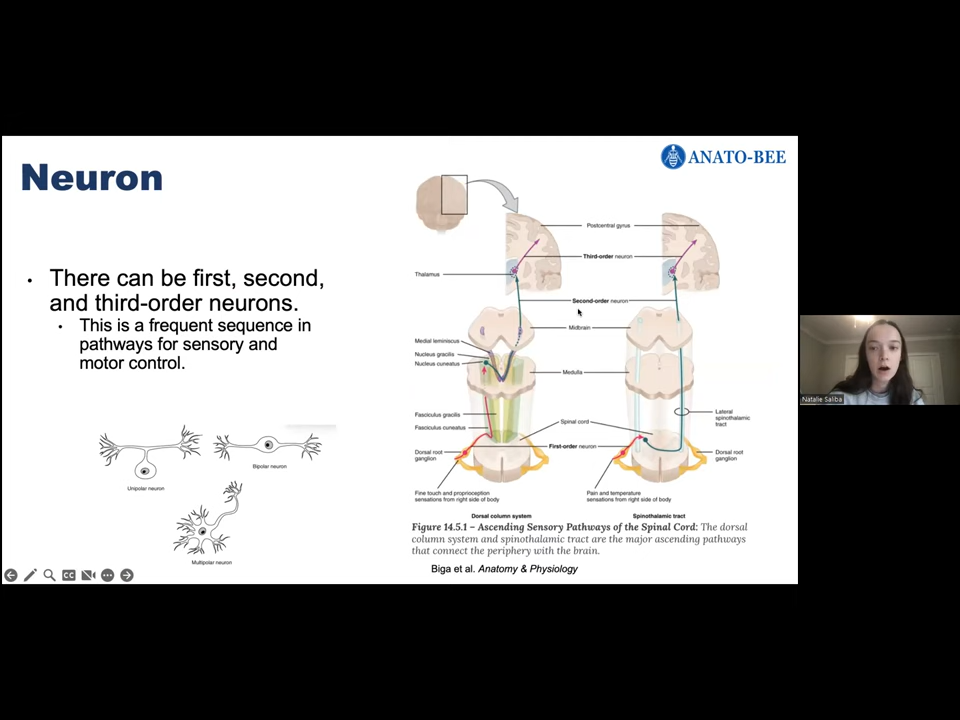 Neuron
ANATO-BEE
• There can be first, second,
and third-order neurons.
• This is a frequent sequence in
pathways for sensory and
motor control.
Unipolar neuron
Bipolar neuron
Multipolar neuron
Postcentral gyrus
Third-order neuron
Thalamus
Second-order neuron
Midbrain
Medial lemniscus
Nucleus gracilis
Nucleus cuneatus
Medulla
Fasciculus gracilis
Fasciculus cuneatus
Spinal cord
Lateral
spinothalamic
tract
First-order neuron
Dorsal root
ganglion
Dorsal root
ganglion
Fine touch and proprioception
sensations from right side of body
Pain and temperature
sensations from right side of body
Dorsal column system
Spinothalamic tract
Figure 14.5.1 – Ascending Sensory Pathways of the Spinal Cord: The dorsal
column system and spinothalamic tract are the major ascending pathways
that connect the periphery with the brain.
Biga et al. Anatomy & Physiology
CC
Natalie Saliba